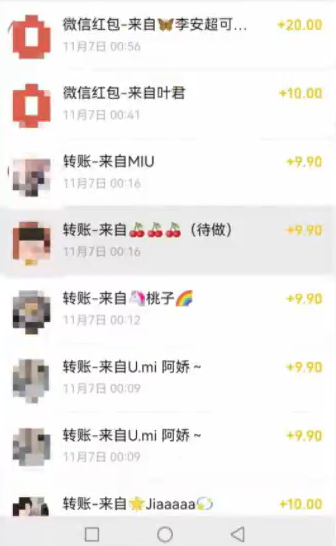 微信红包-来自🦋李安超可... +20.00
11月7日 00:56
微信红包-来自叶君 +10.00
11月7日 00:41
转账-来自MIU +9.90
11月7日 00:16
转账-来自🍒🍒🍒（待做） +9.90
11月7日 00:16
转账-来自🦄桃子🌈 +9.90
11月7日 00:12
转账-来自U.mi 阿娇 ~ +9.90
11月7日 00:09
转账-来自U.mi 阿娇 ~ +9.90
11月7日 00:09
转账-来自⭐Jiaaaaa💫 +10.00